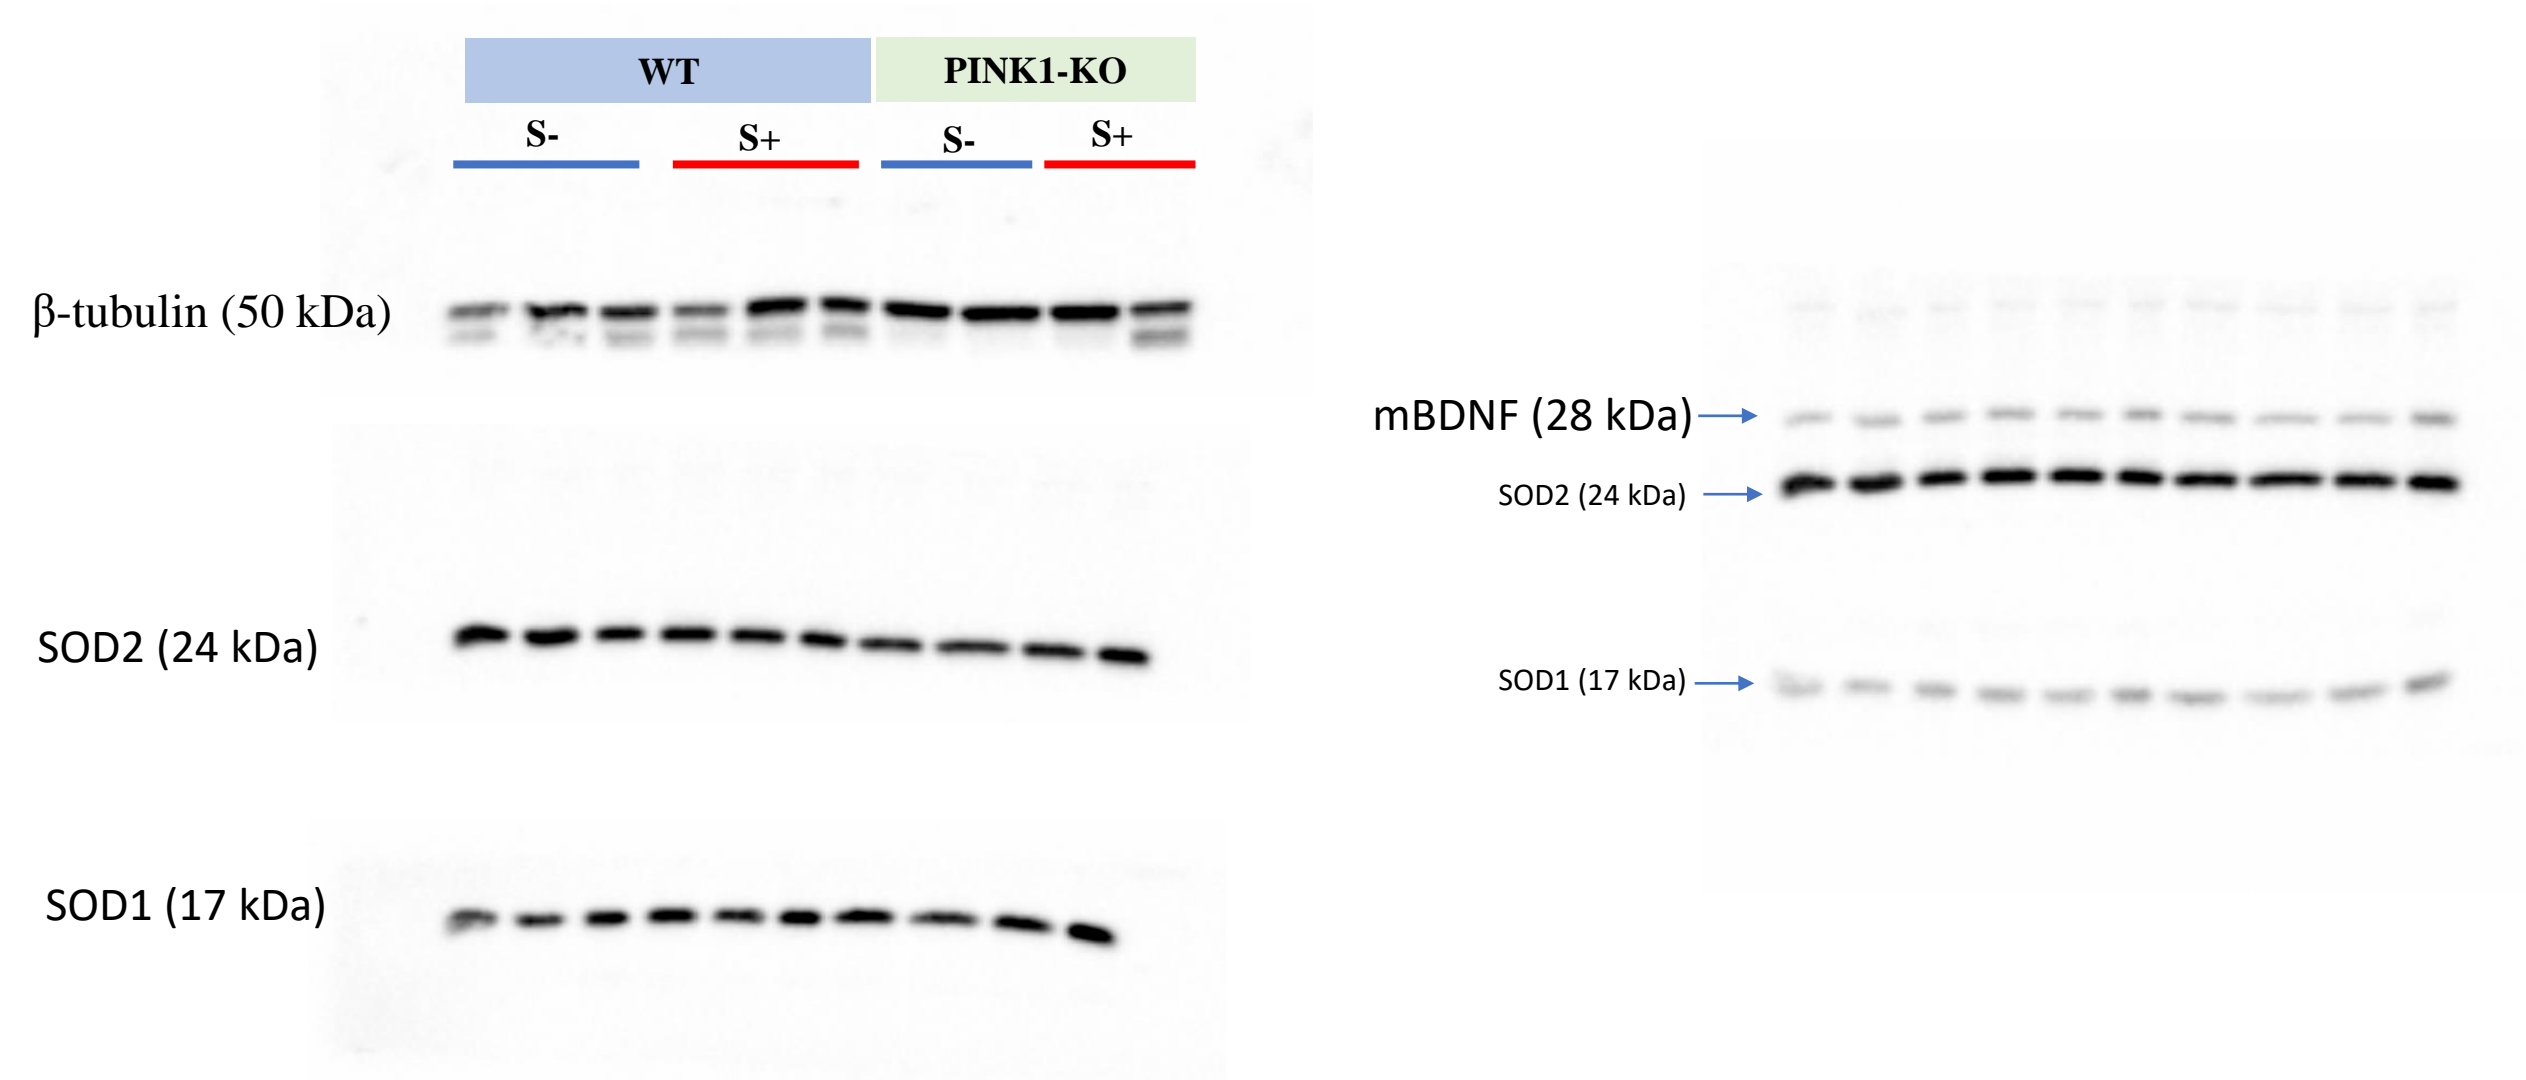 WT
PINK1-KO
S-
S+
S-
S+
β-tubulin (50 kDa)
mBDNF (28 kDa)
SOD2 (24 kDa)
SOD2 (24 kDa)
SOD1 (17 kDa)
SOD1 (17 kDa)